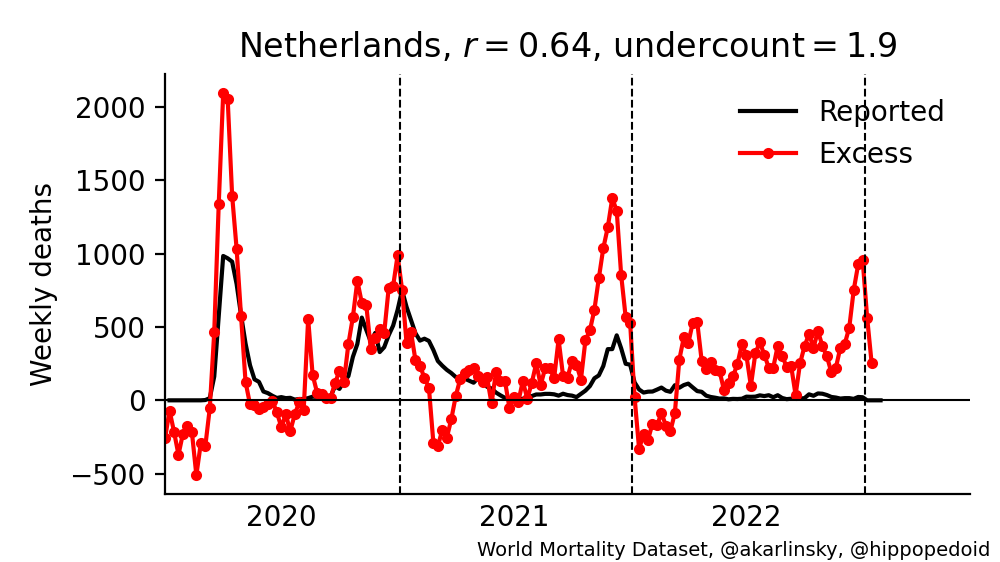 Netherlands, r = 0.64, undercount = 1.9
Weekly deaths
2000
1500
1000
500
0
−500
Reported
Excess
2020 2021 2022
World Mortality Dataset, @akarlinsky, @hippopedoid